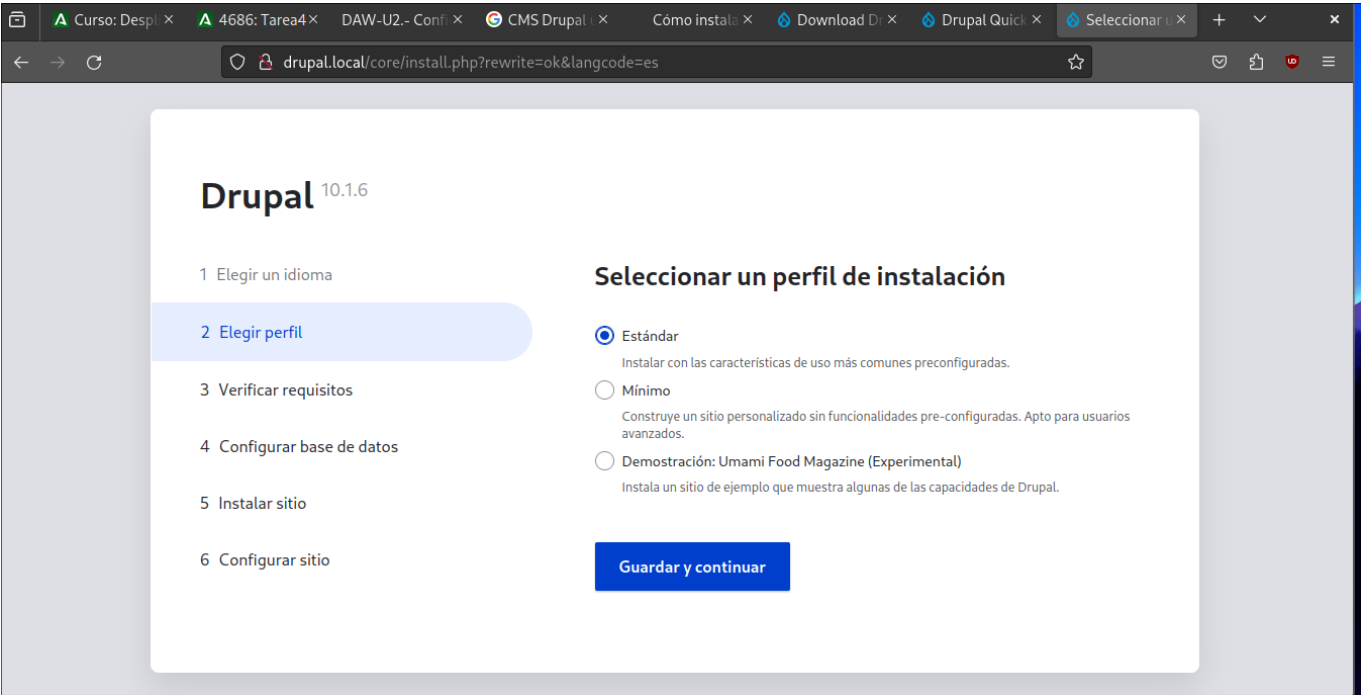 Curso: Despl
4686: Tarea4
DAW-U2.- Confi
CMS Drupal
Cómo instala
Download Dr
Drupal Quick
Seleccionar u
drupal.local/core/install.php?rewrite=ok&langcode=es
Drupal 10.1.6
1 Elegir un idioma
2 Elegir perfil
3 Verificar requisitos
4 Configurar base de datos
5 Instalar sitio
6 Configurar sitio
Seleccionar un perfil de instalación
Estándar
Instalar con las características de uso más comunes preconfiguradas.
Mínimo
Construye un sitio personalizado sin funcionalidades pre-configuradas. Apto para usuarios
avanzados.
Demostración: Umami Food Magazine (Experimental)
Instala un sitio de ejemplo que muestra algunas de las capacidades de Drupal.
Guardar y continuar